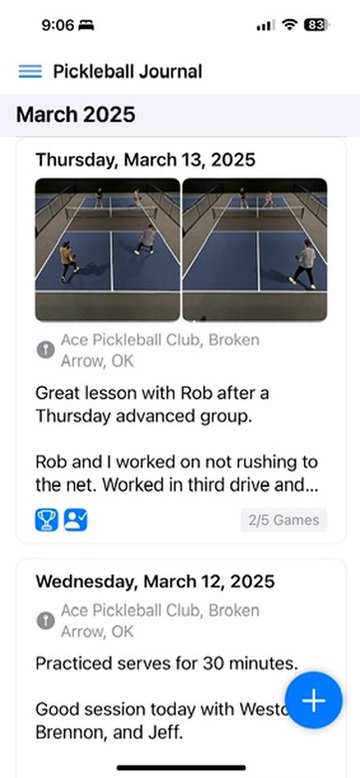 9:06
83
Pickleball Journal
March 2025
Thursday, March 13, 2025
Ace Pickleball Club, Broken
Arrow, OK
Great lesson with Rob after a
Thursday advanced group.
Rob and I worked on not rushing to
the net. Worked in third drive and...
2/5 Games
Wednesday, March 12, 2025
Ace Pickleball Club, Broken
Arrow, OK
Practiced serves for 30 minutes.
Good session today with
Brennon, and Jeff.